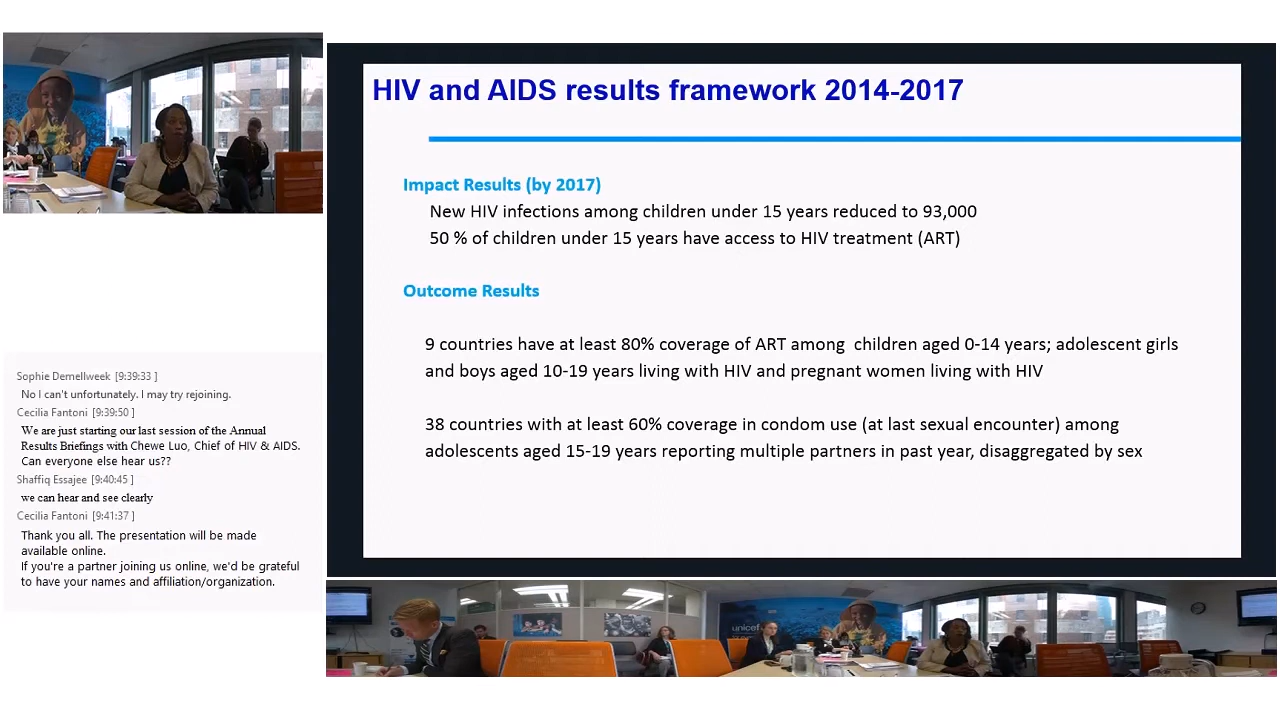 HIV and AIDS results framework 2014-2017
Impact Results (by 2017)
New HIV infections among children under 15 years reduced to 93,000
50 % of children under 15 years have access to HIV treatment (ART)
Outcome Results
9 countries have at least 80% coverage of ART among children aged 0-14 years; adolescent girls
and boys aged 10-19 years living with HIV and pregnant women living with HIV
38 countries with at least 60% coverage in condom use (at last sexual encounter) among
adolescents aged 15-19 years reporting multiple partners in past year, disaggregated by sex
Sophie Demellweek [9:39:33 ]
No I can't unfortunately. I may try rejoining.
Cecilia Fantoni [9:39:50 ]
We are just starting our last session of the Annual
Results Briefings with Chewe Luo, Chief of HIV & AIDS.
Can everyone else hear us??
Shaffiq Essajee [9:40:45 ]
we can hear and see clearly
Cecilia Fantoni [9:41:37 ]
Thank you all. The presentation will be made
available online.
If you're a partner joining us online, we'd be grateful
to have your names and affiliation/organization.
unicef